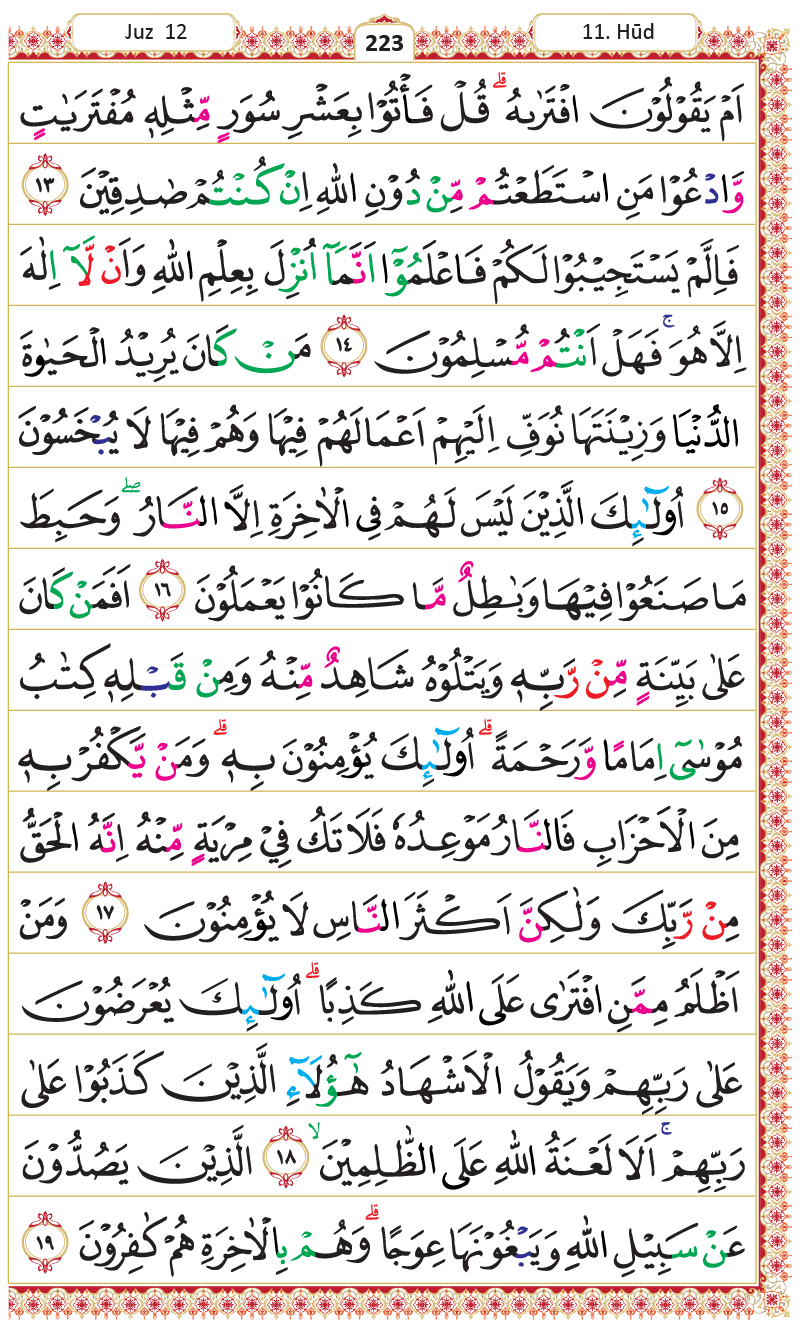 Juz 12
223
11. Hūd
اَمۡ يَقُوۡلُوۡنَ افۡتَرٰٮهُ‌ ؕ قُلۡ فَاۡتُوۡا بِعَشۡرِ سُوَرٍ مِّثۡلِهٖ مُفۡتَرَيٰتٍ
وَّادۡعُوۡا مَنِ اسۡتَطَعۡتُمۡ مِّنۡ دُوۡنِ اللّٰهِ اِنۡ كُنۡتُمۡ صٰدِقِيۡنَ ‏﴿۱۳﴾
فَاِلَّمۡ يَسۡتَجِيۡبُوۡا لَكُمۡ فَاعۡلَمُوۡۤا اَنَّمَاۤ اُنۡزِلَ بِعِلۡمِ اللّٰهِ وَاَنۡ لَّاۤ اِلٰهَ
اِلَّا هُوَ‌ۚ فَهَلۡ اَنۡتُمۡ مُّسۡلِمُوۡنَ ‏﴿۱۴﴾ مَنۡ كَانَ يُرِيۡدُ الۡحَيٰوةَ
الدُّنۡيَا وَزِيۡنَتَهَا نُوَفِّ اِلَيۡهِمۡ اَعۡمَالَهُمۡ فِيۡهَا وَهُمۡ فِيۡهَا لَا يُبۡخَسُوۡنَ
‏﴿۱۵﴾ اُولٰٓٮِٕكَ الَّذِيۡنَ لَيۡسَ لَهُمۡ فِى الۡاٰخِرَةِ اِلَّا النَّارُ ‌ۖ وَحَبِطَ
مَا صَنَعُوۡا فِيۡهَا وَبٰطِلٌ مَّا كَانُوۡا يَعۡمَلُوۡنَ ‏﴿۱۶﴾ اَفَمَنۡ كَانَ
عَلٰى بَيِّنَةٍ مِّنۡ رَّبِّهٖ وَيَتۡلُوۡهُ شَاهِدٌ مِّنۡهُ وَمِنۡ قَبۡلِهٖ كِتٰبُ
مُوۡسٰٓى اِمَامًا وَّرَحۡمَةً‌  ؕ اُولٰٓٮِٕكَ يُؤۡمِنُوۡنَ بِهٖ‌ ؕ وَمَنۡ يَّكۡفُرۡ بِهٖ
مِنَ الۡاَحۡزَابِ فَالنَّارُ مَوۡعِدُهٗ‌ فَلَا تَكُ فِىۡ مِرۡيَةٍ مِّنۡهُ‌ اِنَّهُ الۡحَـقُّ
مِنۡ رَّبِّكَ وَلٰـكِنَّ اَكۡثَرَ النَّاسِ لَا يُؤۡمِنُوۡنَ‏ ﴿۱۷﴾ وَمَنۡ
اَظۡلَمُ مِمَّنِ افۡتَـرٰى عَلَى اللّٰهِ كَذِبًا‌ ؕ اُولٰٓٮِٕكَ يُعۡرَضُوۡنَ
عَلٰى رَبِّهِمۡ وَيَقُوۡلُ الۡاَشۡهَادُ هٰٓؤُلَاۤءِ الَّذِيۡنَ كَذَبُوۡا عَلٰى
رَبِّهِمۡ‌ۚ اَلَا لَـعۡنَةُ اللّٰهِ عَلَى الظّٰلِمِيۡنَۙ‏ ﴿۱۸﴾ الَّذِيۡنَ يَصُدُّوۡنَ
عَنۡ سَبِيۡلِ اللّٰهِ وَيَبۡغُوۡنَهَا عِوَجًا ؕ وَهُمۡ بِالۡاٰخِرَةِ هُمۡ كٰفِرُوۡنَ ‏﴿۱۹﴾